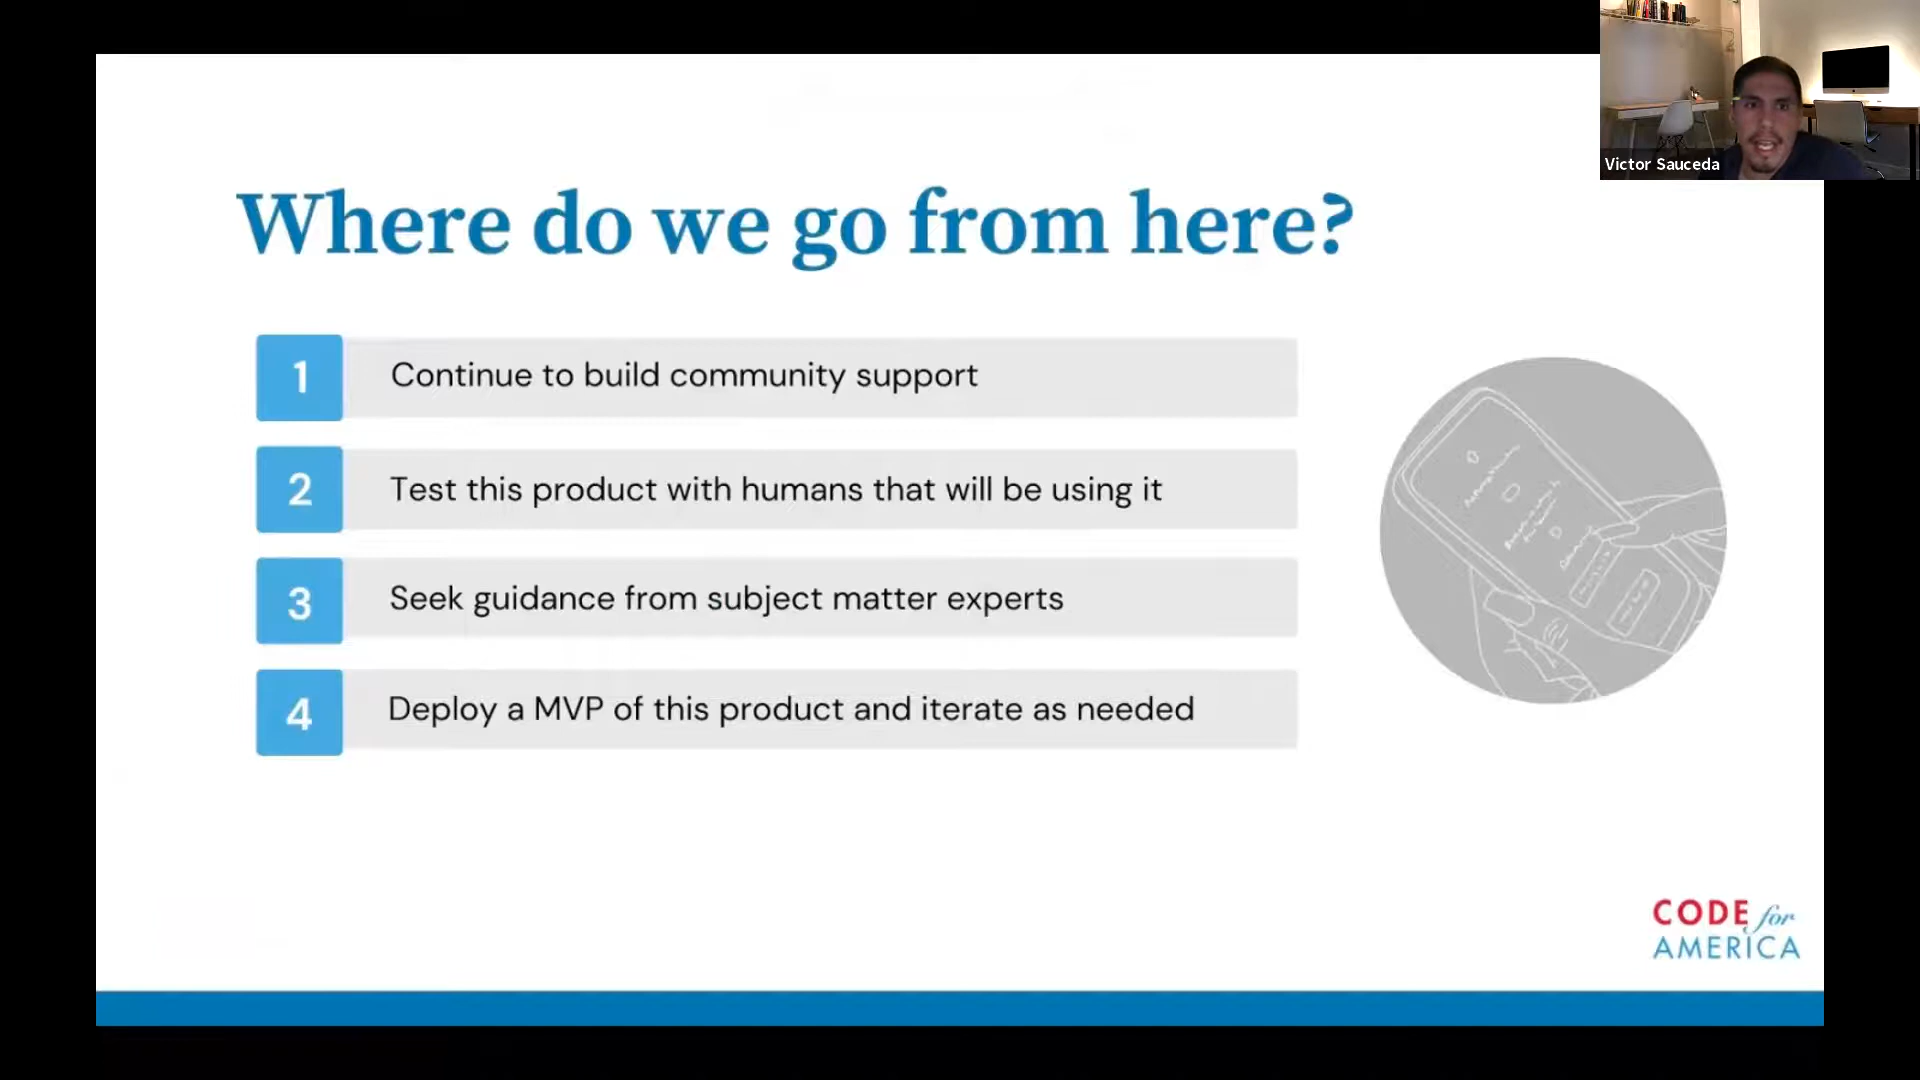 Victor Sauceda
Where do we go from here?
1 Continue to build community support
2 Test this product with humans that will be using it
3 Seek guidance from subject matter experts
4 Deploy a MVP of this product and iterate as needed
CODE for
AMERICA